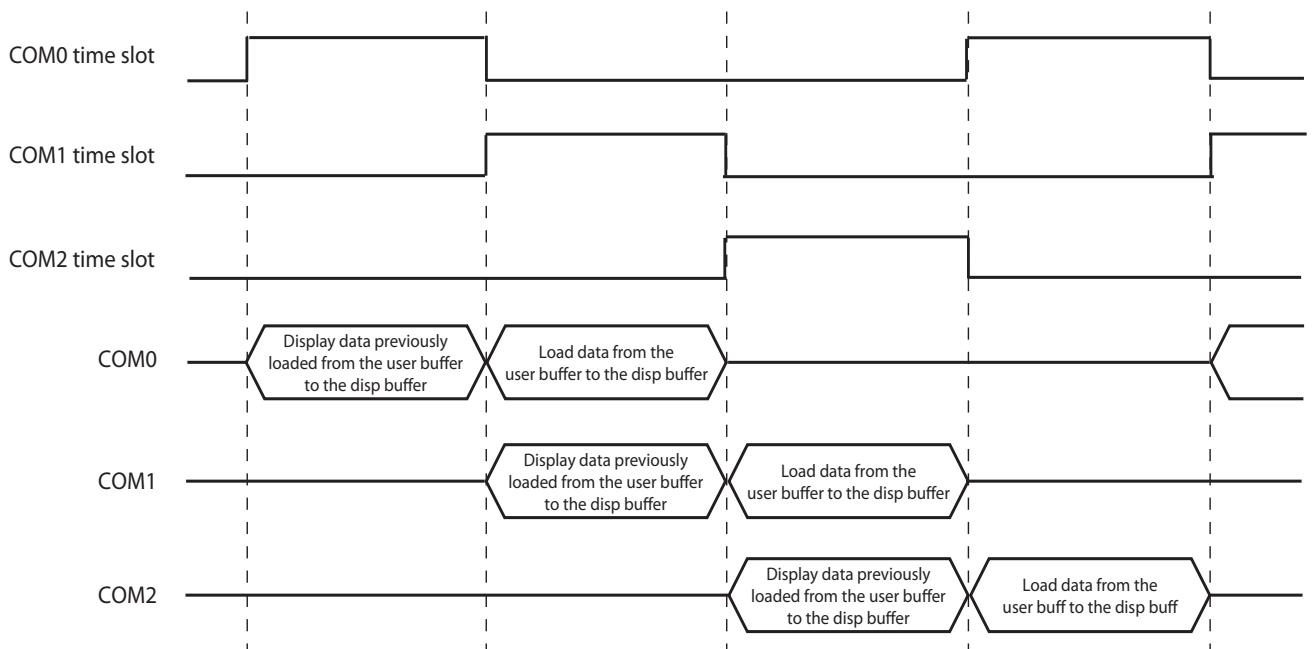 COM0 time slot
COM1 time slot
COM2 time slot
COM0
Display data previously
loaded from the user buffer
to the disp buffer
Load data from the
user buffer to the disp buffer
COM1
Display data previously
loaded from the user buffer
to the disp buffer
Load data from the
user buffer to the disp buffer
COM2
Display data previously
loaded from the user buffer
to the disp buffer
Load data from the
user buff to the disp buff